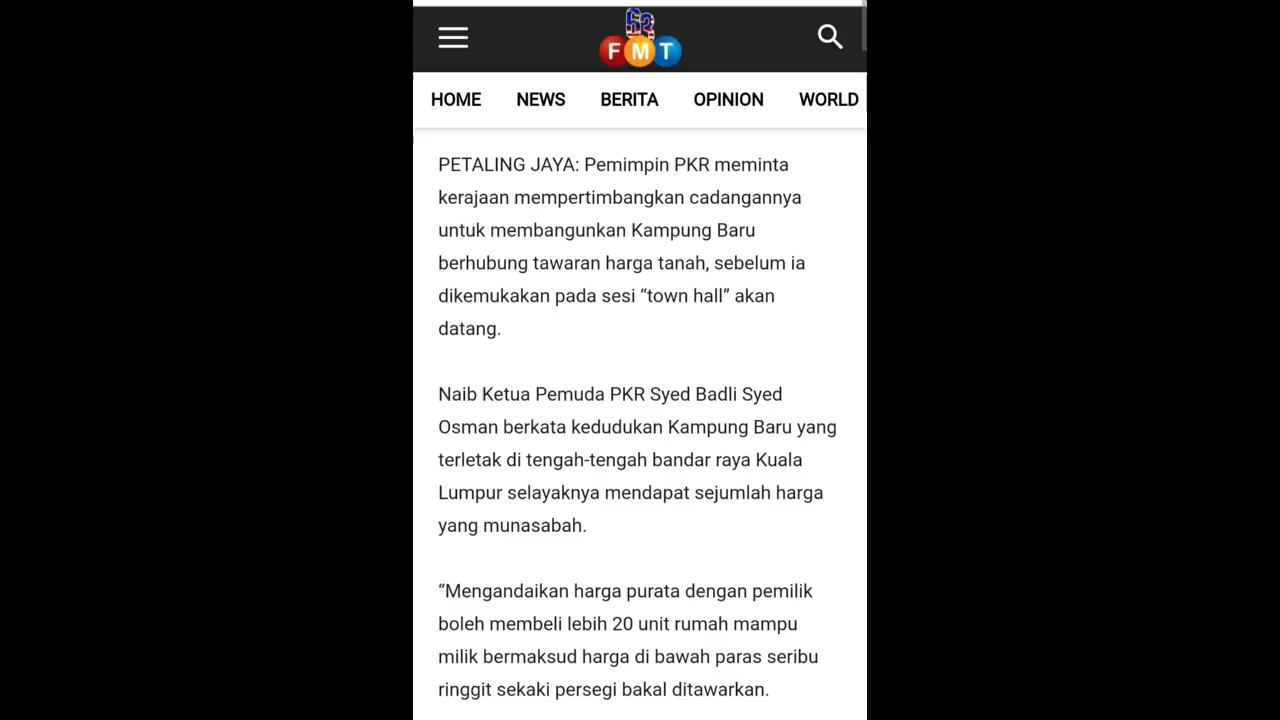 63
FMT
HOME NEWS BERITA OPINION WORLD
PETALING JAYA: Pemimpin PKR meminta
kerajaan mempertimbangkan cadangannya
untuk membangunkan Kampung Baru
berhubung tawaran harga tanah, sebelum ia
dikemukakan pada sesi “town hall” akan
datang.
Naib Ketua Pemuda PKR Syed Badli Syed
Osman berkata kedudukan Kampung Baru yang
terletak di tengah-tengah bandar raya Kuala
Lumpur selayaknya mendapat sejumlah harga
yang munasabah.
“Mengandaikan harga purata dengan pemilik
boleh membeli lebih 20 unit rumah mampu
milik bermaksud harga di bawah paras seribu
ringgit sekaki persegi bakal ditawarkan.